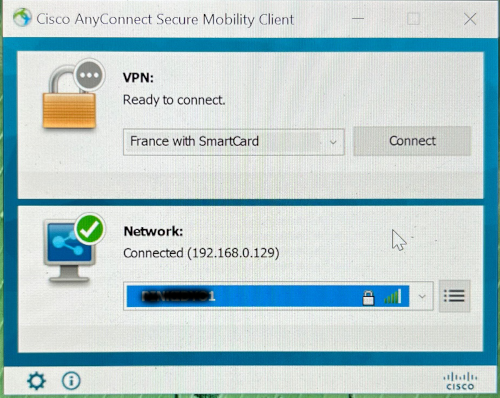 Cisco AnyConnect Secure Mobility Client
VPN:
Ready to connect.
France with SmartCard
Connect
Network:
Connected (192.168.0.129)
1
CISCO